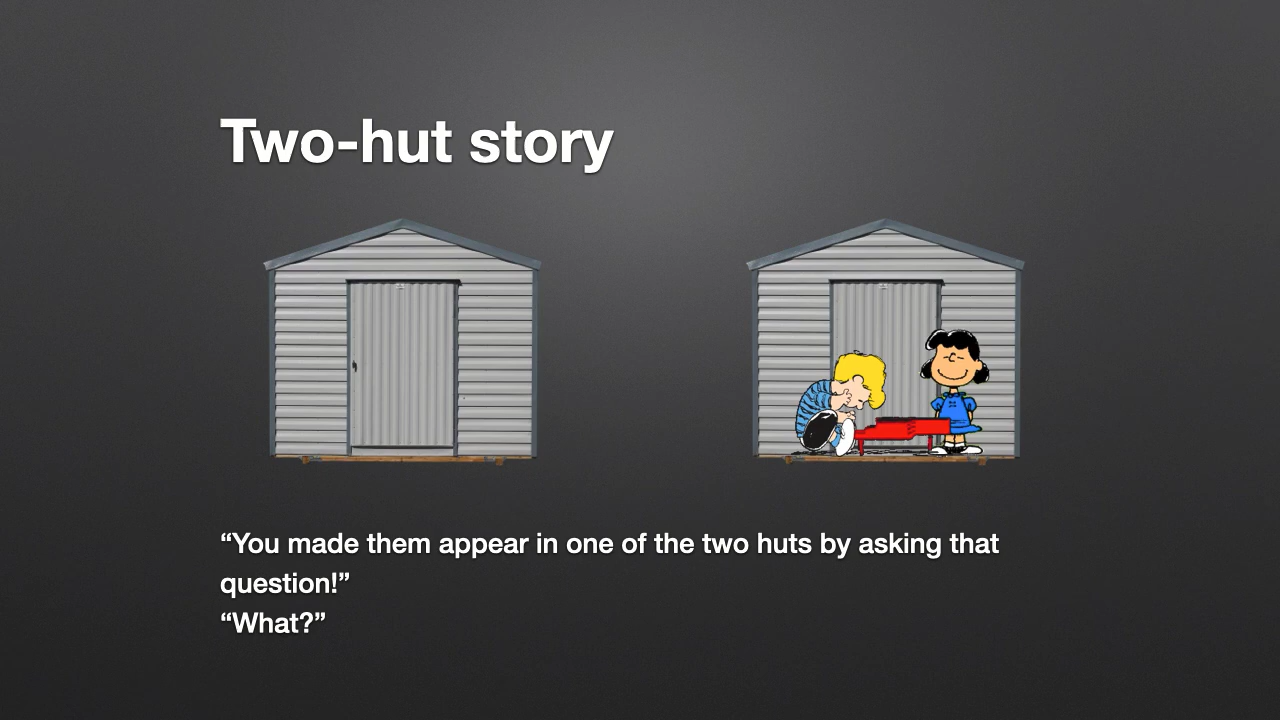 Two-hut story
“You made them appear in one of the two huts by asking that
question!”
“What?”